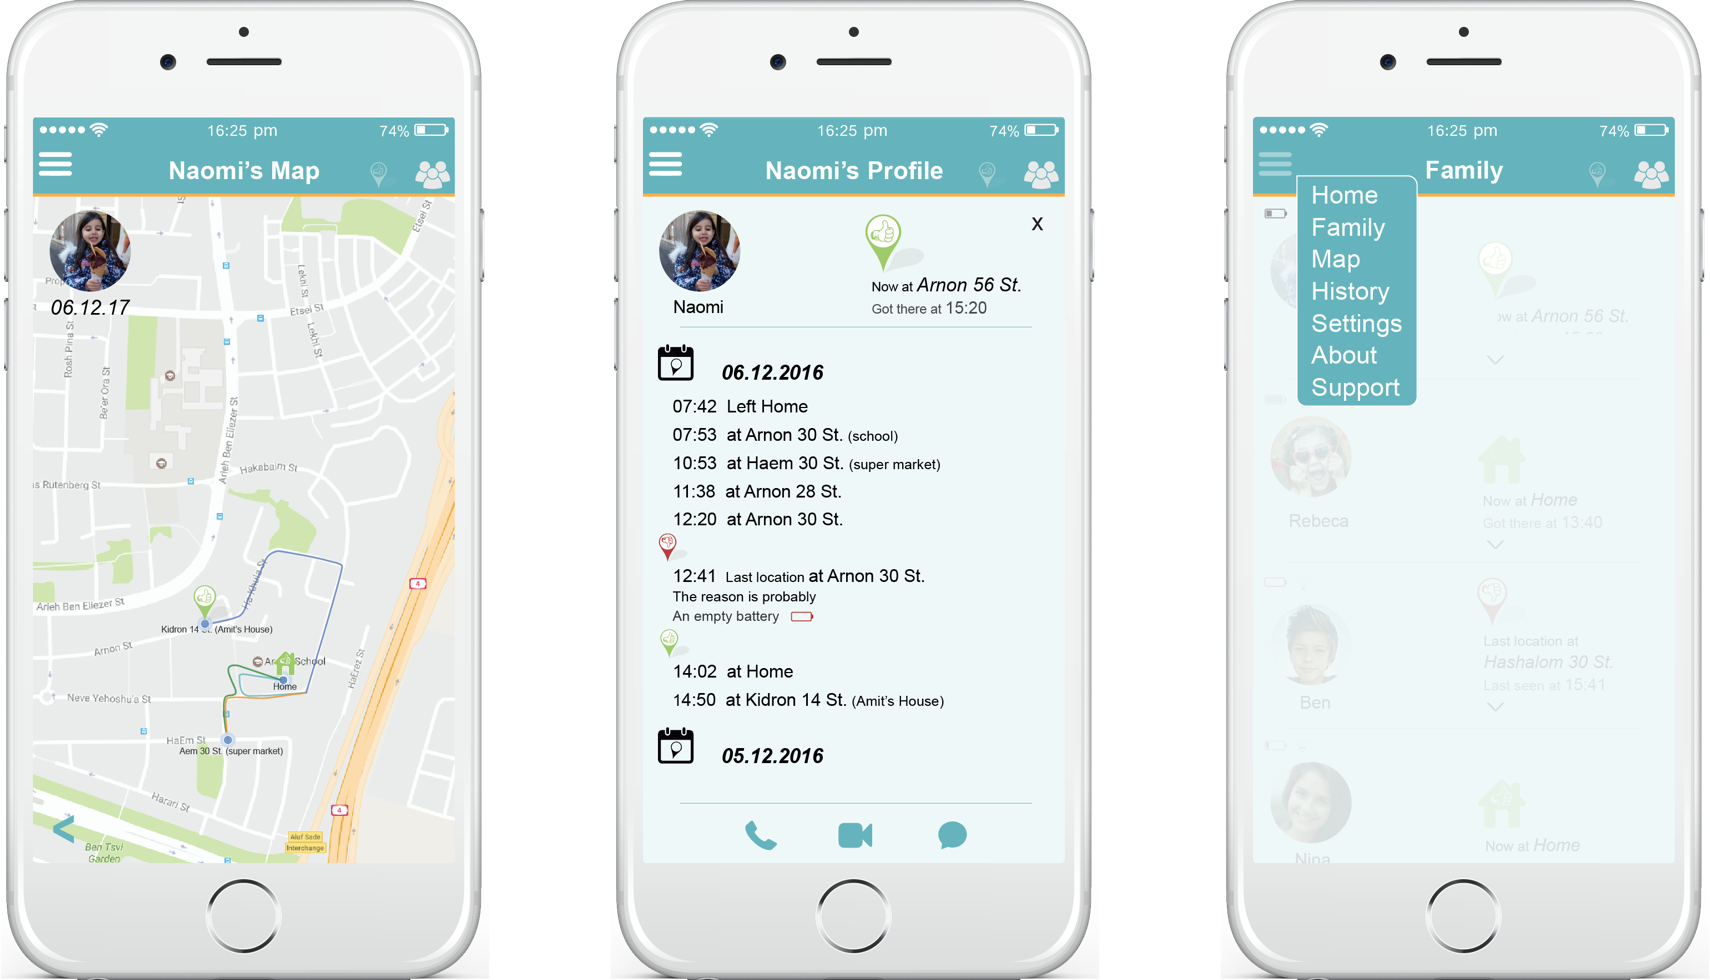 16:25 pm
74%
Naomi's Map
06.12.17
Etsel St
Lekhi St
Etsel St
Lekhi St
Rosh Pina St
Be'er Ora St
Arieh Ben Eliezer St
Hakabalm St
as Rutenberg St
Arieh Ben Eliezer St
4
Kidron 14 St. (Amit's House)
Arnon St
School
Home
HaErez St
Neve Yehoshu'a St
HaEm St
Aem 30 St. (super market)
Harari St
4
Aluf Sade
Interchange
<
Ben Tsvi
Garden
16:25 pm
74%
Naomi's Profile
x
Now at Arnon 56 St.
Naomi
Got there at 15:20
06.12.2016
07:42 Left Home
07:53 at Arnon 30 St. (school)
10:53 at Haem 30 St. (super market)
11:38 at Arnon 28 St.
12:20 at Arnon 30 St.
12:41 Last location at Arnon 30 St.
The reason is probably
An empty battery
14:02 at Home
14:50 at Kidron 14 St. (Amit's House)
05.12.2016
16:25 pm
74%
Family
Home
Family
Map
History
Settings
About
Support
at Arnon 56 St.
Now at Home
Rebeca
Got there at 13:40
Last location at
Hashalom 30 St.
Last seen at 15:41
Ben
Now at Home
Nina